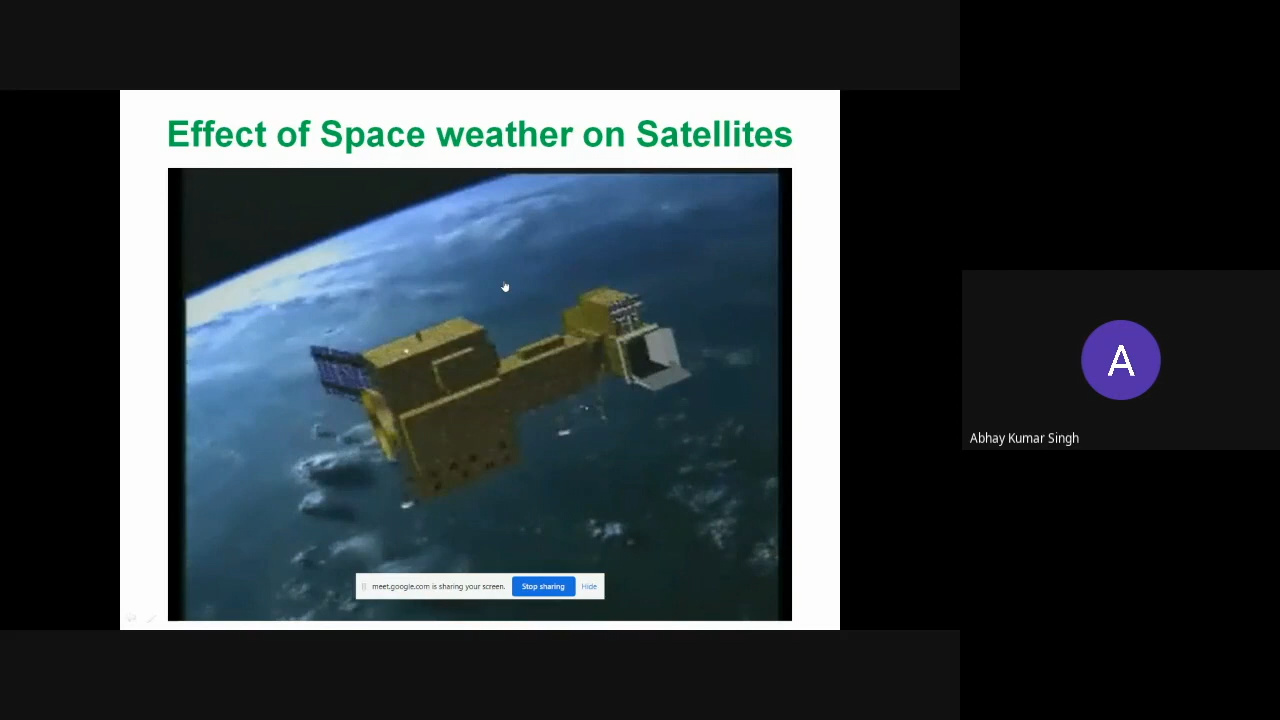 Effect of Space weather on Satellites
meet.google.com is sharing your screen. Stop sharing Hide
A
Abhay Kumar Singh